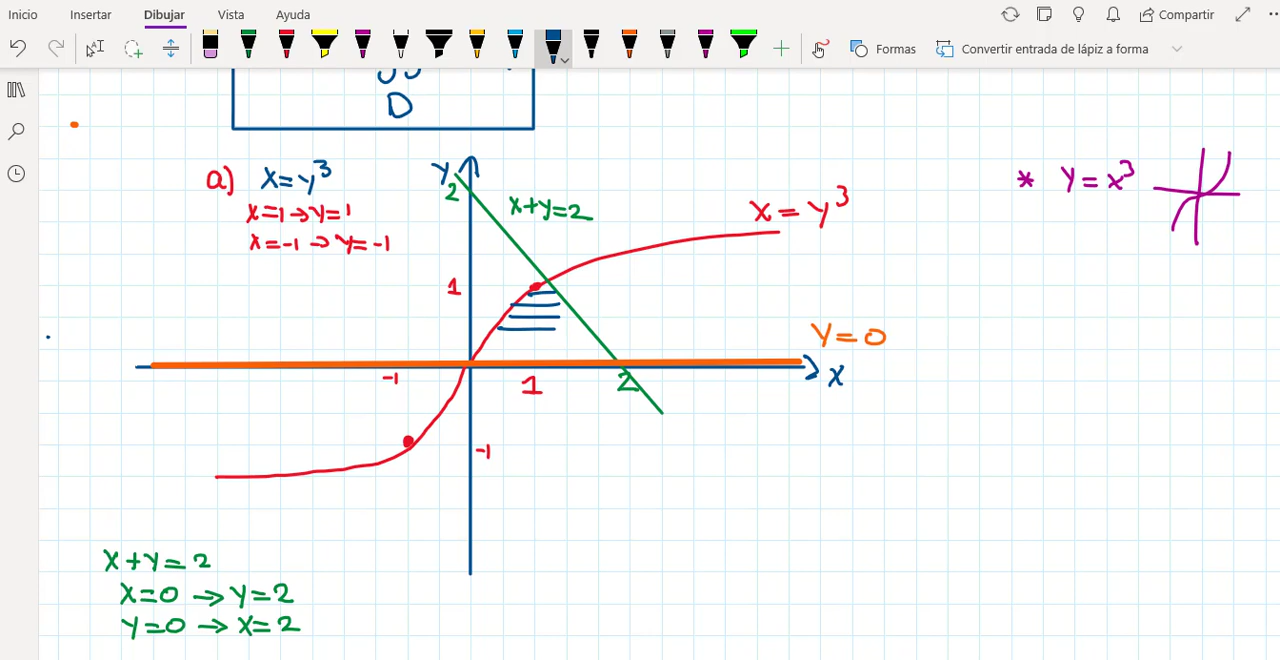 Inicio Insertar Dibujar Vista Ayuda
Compartir
Formas Convertir entrada de lápiz a forma
D
a) x=y³
x=1→y=1
x=-1→y=-1
y
2
x+y=2
x=y³
* y=x³
1
y=0
-1 1 2 x
-1
x+y=2
x=0 → y=2
y=0 → x=2